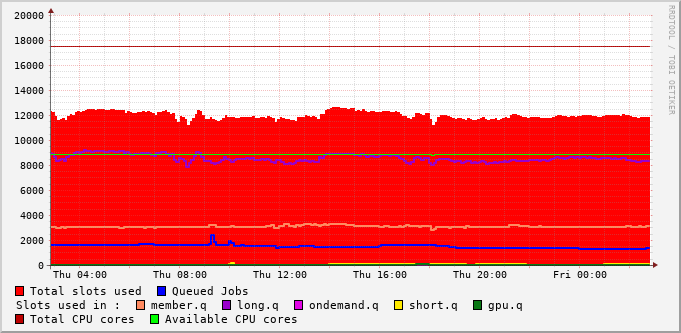 20000
18000
16000
14000
12000
10000
8000
6000
4000
2000
0
Thu 04:00 Thu 08:00 Thu 12:00 Thu 16:00 Thu 20:00 Fri 00:00
Total slots used Queued Jobs
Slots used in : member.q long.q ondemand.q short.q gpu.q
Total CPU cores Available CPU cores
RRDTOOL / TOBI OETIKER